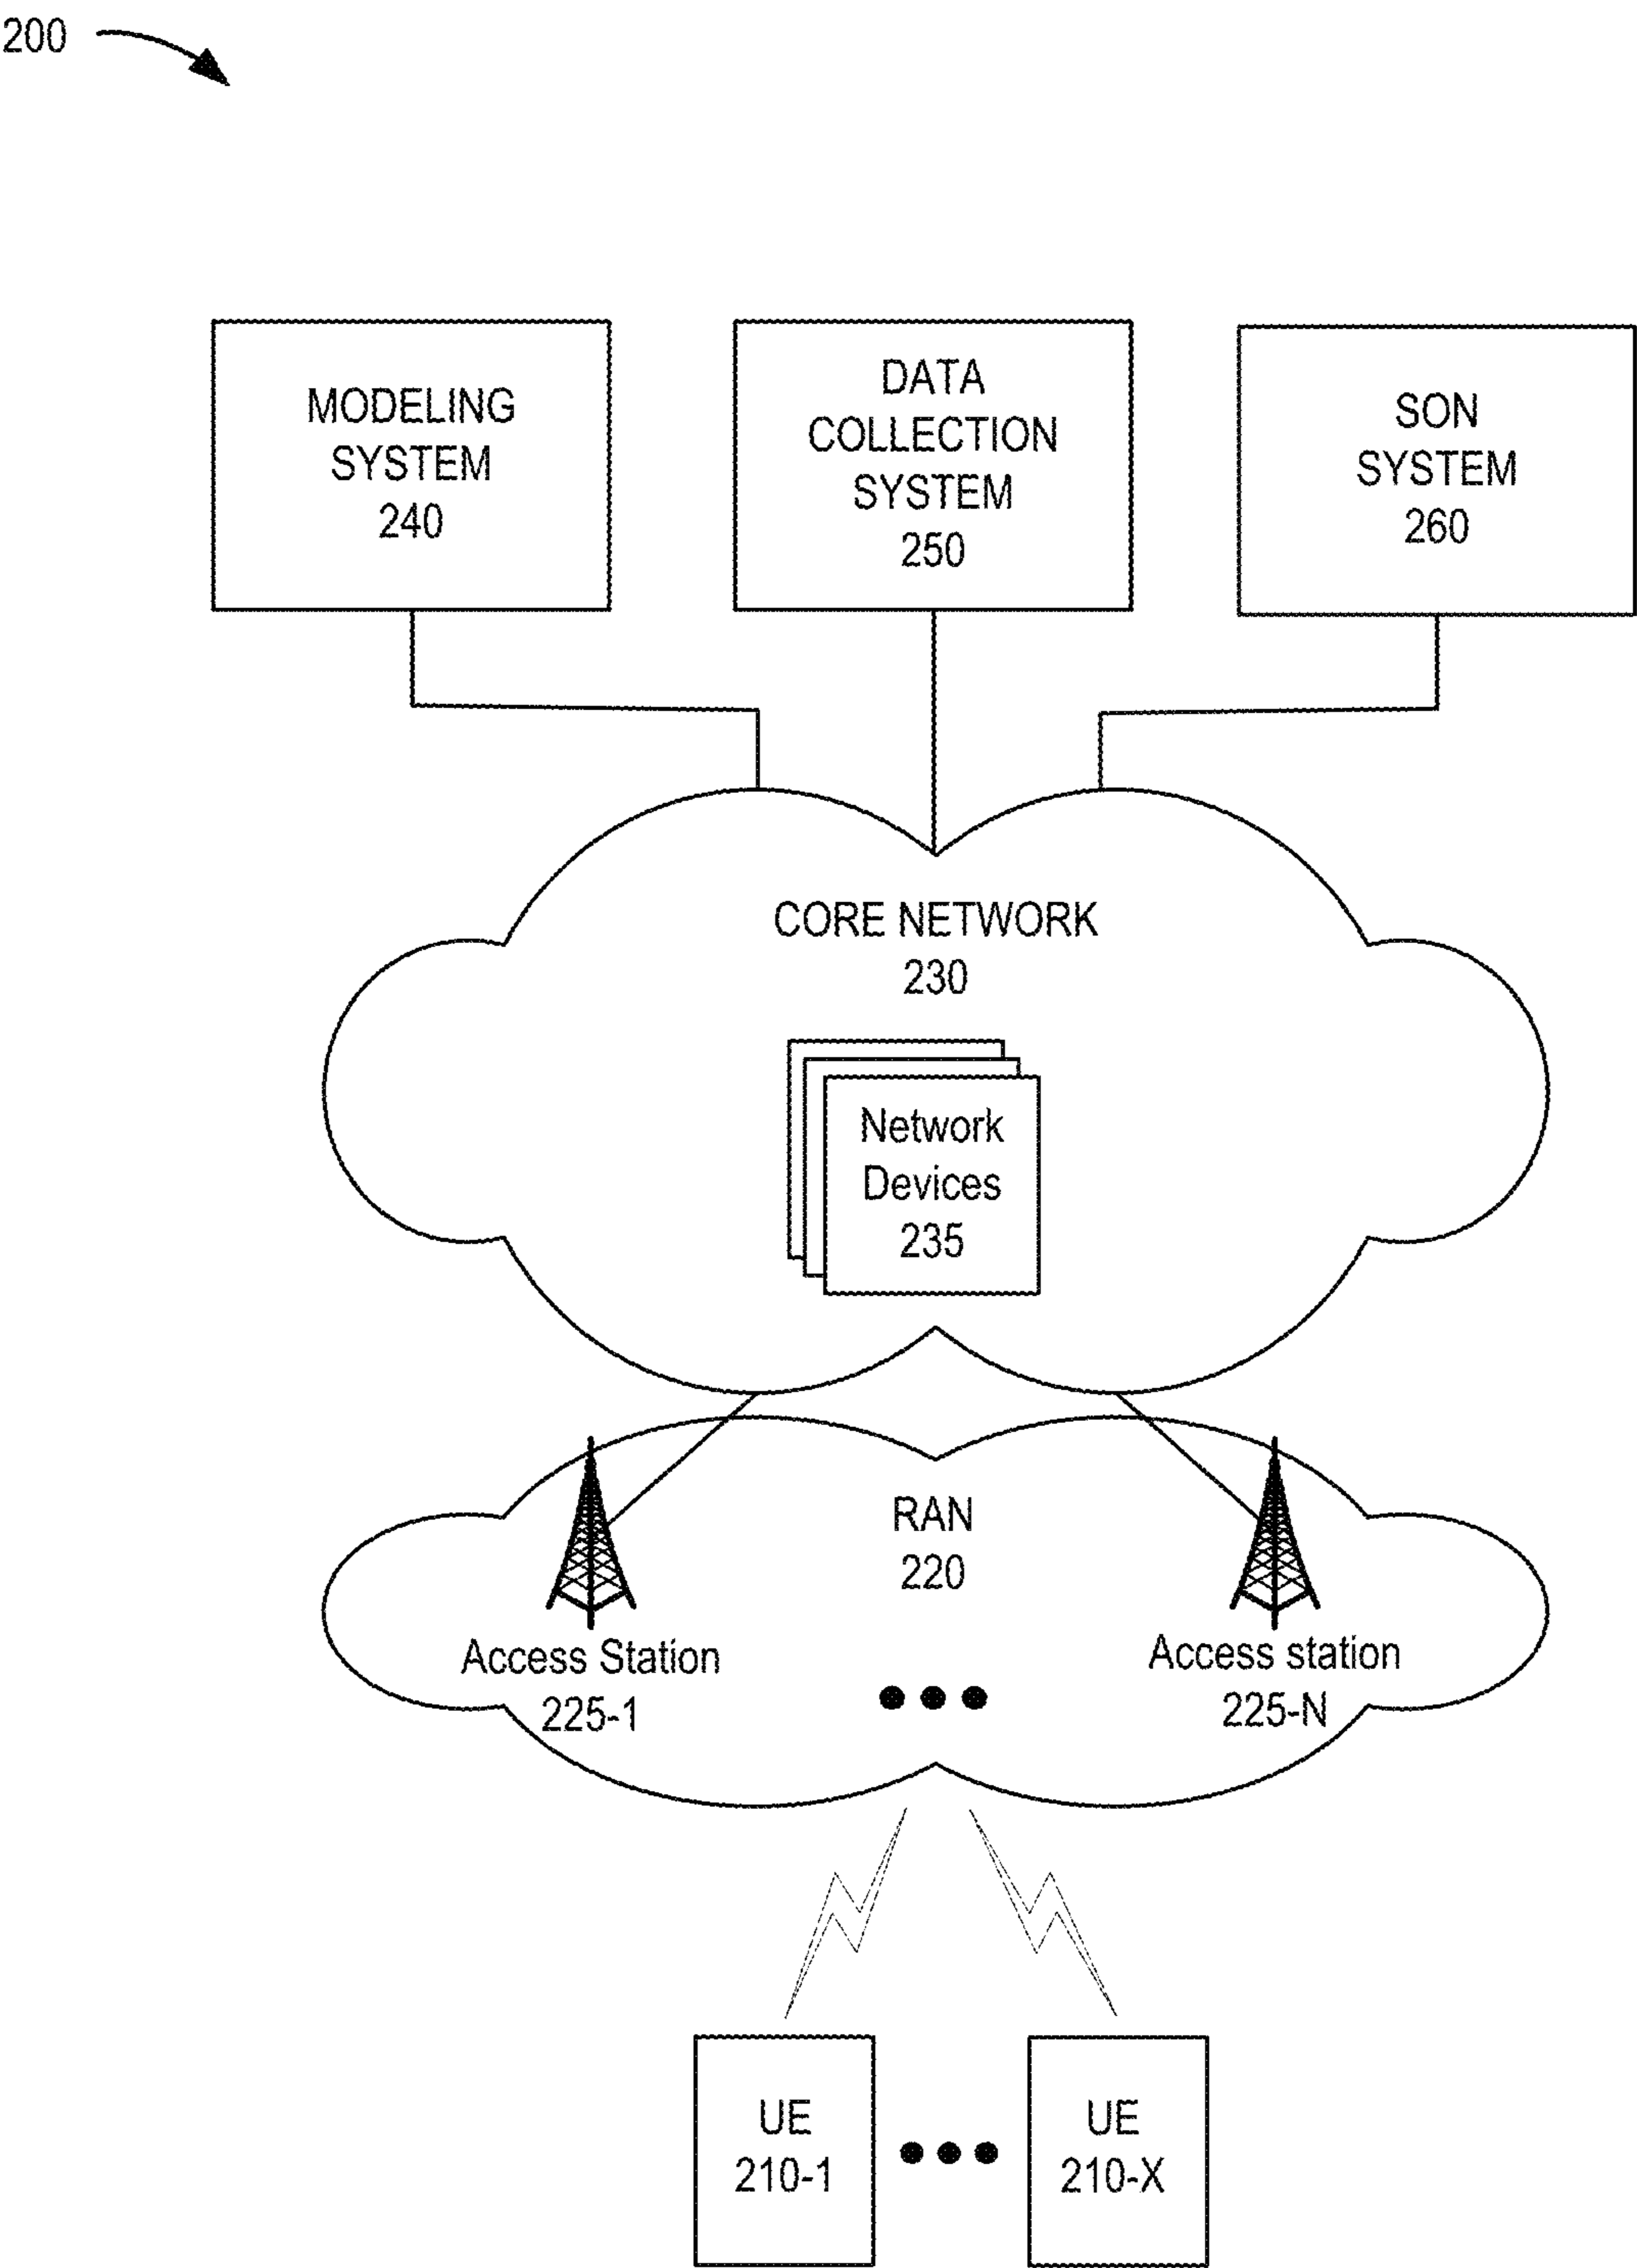 200
MODELING
SYSTEM
240
DATA
COLLECTION
SYSTEM
250
SON
SYSTEM
260
CORE NETWORK
230
Network
Devices
235
RAN
220
Access Station
225-1
Access station
225-N
UE
210-1
UE
210-X